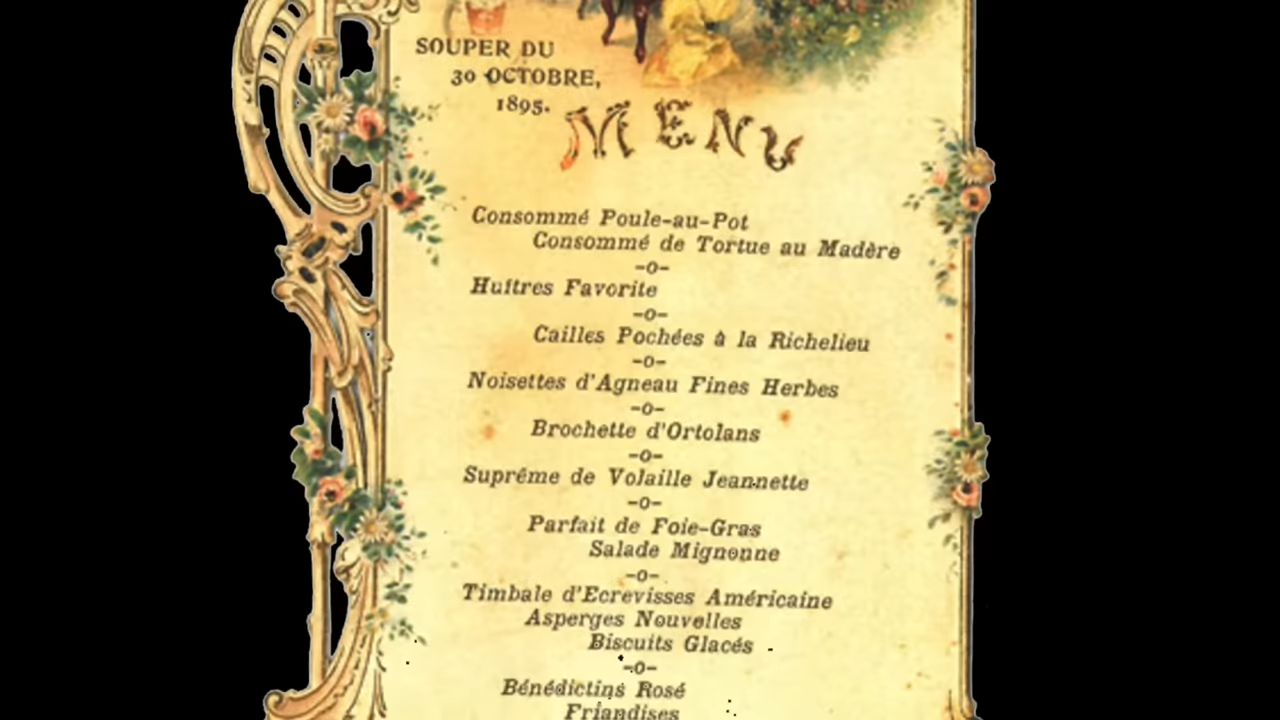 SOUPER DU
30 OCTOBRE,
1895.
MENU
Consommé Poule-au-Pot
Consommé de Tortue au Madère
-o-
Huîtres Favorite
-o-
Cailles Pochées à la Richelieu
-o-
Noisettes d'Agneau Fines Herbes
-o-
Brochette d'Ortolans
-o-
Suprême de Volaille Jeannette
-o-
Parfait de Foie-Gras
Salade Mignonne
-o-
Timbale d'Ecrevisses Américaine
Asperges Nouvelles
Biscuits Glacés
-o-
Bénédictins Rosé
Friandises